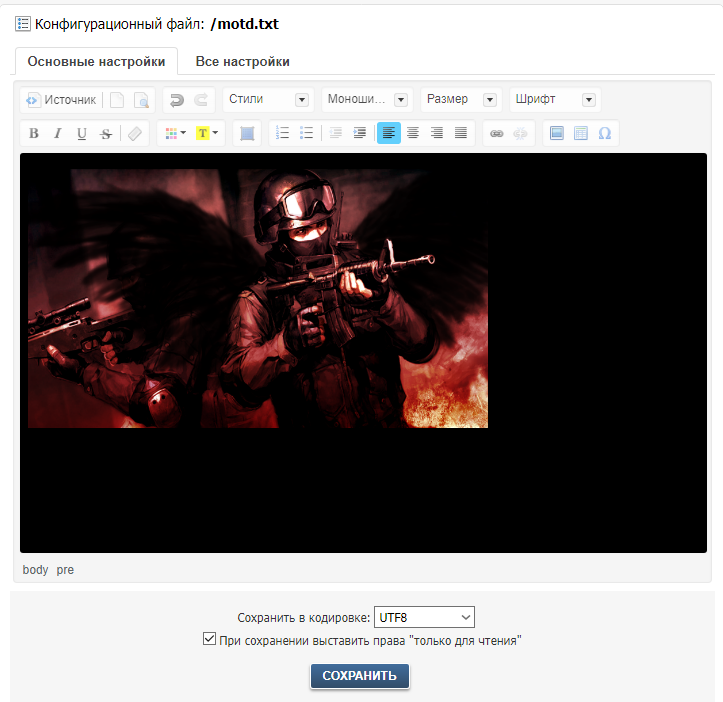 Конфигурационный файл: /motd.txt
Основные настройки Все настройки
Источник Стили Моноши... Размер Шрифт
B I U S T Ω
body pre
Сохранить в кодировке: UTF8
При сохранении выставить права "только для чтения"
СОХРАНИТЬ